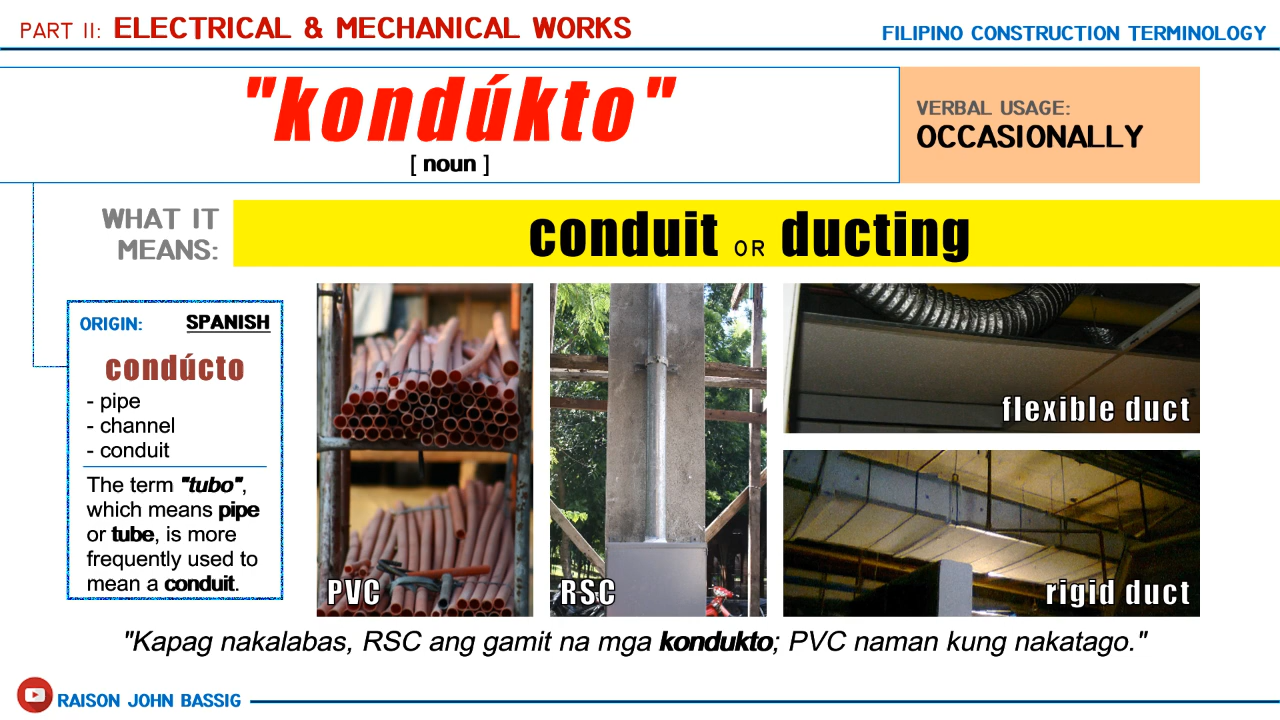 PART II: ELECTRICAL & MECHANICAL WORKS
FILIPINO CONSTRUCTION TERMINOLOGY
"kondúkto"
[ noun ]
VERBAL USAGE:
OCCASIONALLY
WHAT IT
MEANS:
conduit OR ducting
ORIGIN: SPANISH
condúcto
- pipe
- channel
- conduit
The term "tubo",
which means pipe
or tube, is more
frequently used to
mean a conduit.
PVC
RSC
flexible duct
rigid duct
"Kapag nakalabas, RSC ang gamit na mga kondukto; PVC naman kung nakatago."
RAISON JOHN BASSIG